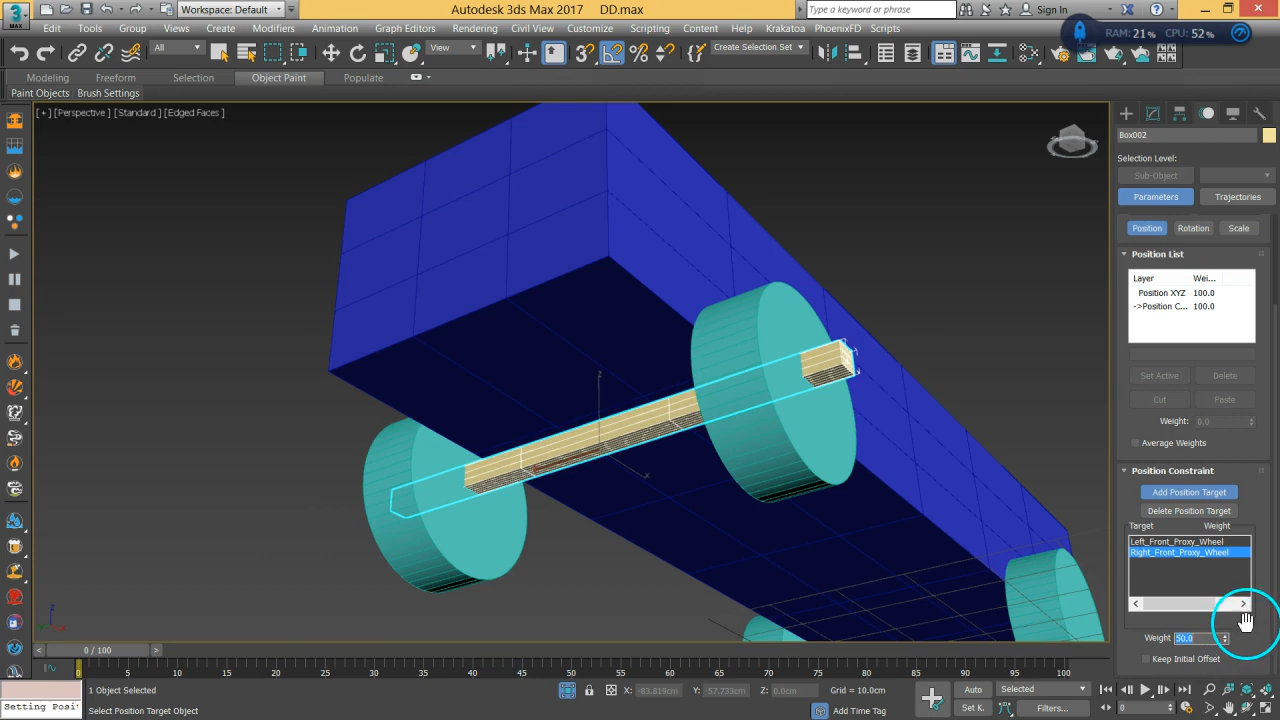 3 MAX
Workspace: Default
Autodesk 3ds Max 2017 DD.max
Type a keyword or phrase
Sign In
Edit Tools Group Views Create Modifiers Animation Graph Editors Rendering Civil View Customize Scripting Content Krakatoa PhoenixFD Scripts
RAM: 21% CPU: 52%
All
View
Create Selection Set
Modeling Freeform Selection Object Paint Populate
Paint Objects Brush Settings
[ + ] [Perspective ] [Standard ] [Edged Faces ]
Box002
Selection Level:
Sub-Object
Parameters Trajectories
Position Rotation Scale
Position List
Layer Wei...
Position XYZ 100.0
->Position C... 100.0
Set Active Delete
Cut Paste
Weight: 0.0
Average Weights
Position Constraint
Add Position Target
Delete Position Target
Target Weight
Left_Front_Proxy_Wheel
Right_Front_Proxy_Wheel
Weight 50.0
Keep Initial Offset
z
x
z
0 / 100
0 5 10 15 20 25 30 35 40 45 50 55 60 65 70 75 80 85 90 95 100
1 Object Selected
X: -83.819cm Y: -57.733cm Z: 0.0cm Grid = 10.0cm
Auto Selected
Setting Posit
Select Position Target Object
Add Time Tag
Set K. Filters...
0